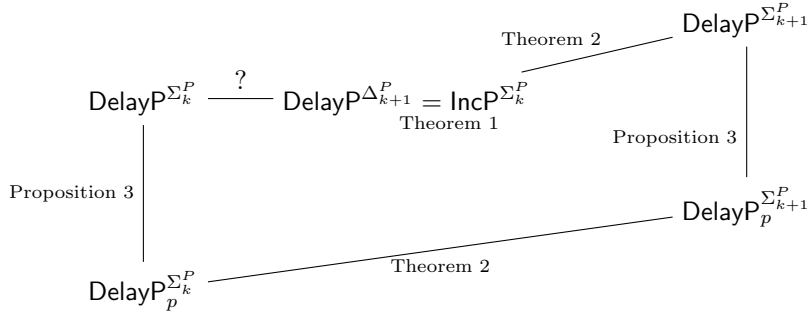 DelayP^{Σ_{k+1}^P}
Theorem 2
?
DelayP^{Σ_k^P}
DelayP^{Δ_{k+1}^P} = IncP^{Σ_k^P}
Theorem 1
Proposition 3
Proposition 3
DelayP_p^{Σ_{k+1}^P}
Theorem 2
DelayP_p^{Σ_k^P}